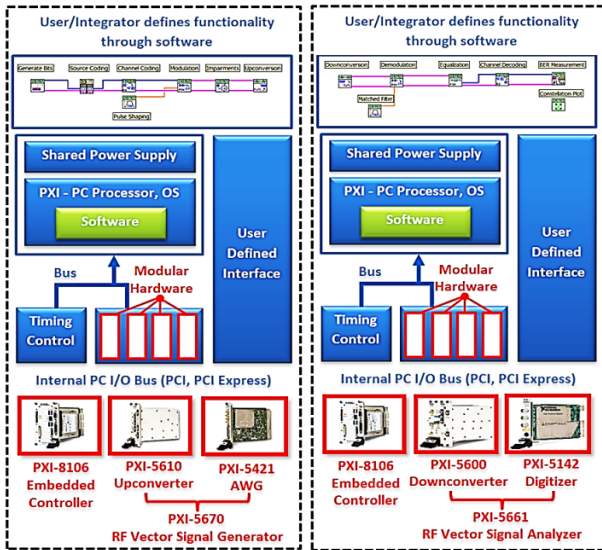 User/Integrator defines functionality
through software
Generate Bits
Source Coding
Channel Coding
Modulation
Impairments
Upconversion
Pulse Shaping
Shared Power Supply
PXI - PC Processor, OS
Software
User
Defined
Interface
Bus
Modular
Hardware
Timing
Control
Internal PC I/O Bus (PCI, PCI Express)
PXI-8106
Embedded
Controller
PXI-5610
Upconverter
PXI-5421
AWG
PXI-5670
RF Vector Signal Generator
User/Integrator defines functionality
through software
Downconversion
Demodulation
Equalization
Channel Decoding
BER Measurement
Matched Filter
Constellation Plot
Shared Power Supply
PXI - PC Processor, OS
Software
User
Defined
Interface
Bus
Modular
Hardware
Timing
Control
Internal PC I/O Bus (PCI, PCI Express)
PXI-8106
Embedded
Controller
PXI-5600
Downconverter
PXI-5142
Digitizer
PXI-5661
RF Vector Signal Analyzer